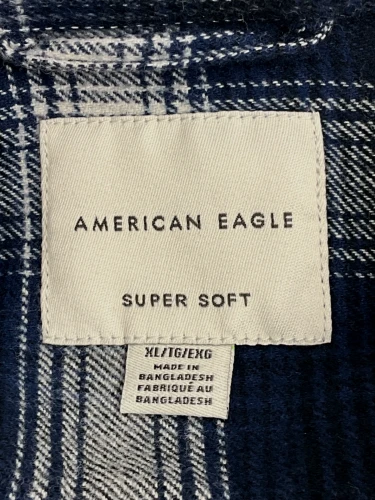 AMERICAN EAGLE
SUPER SOFT
XL/TG/EXG
MADE IN
BANGLADESH
FABRIQUÉ AU
BANGLADESH